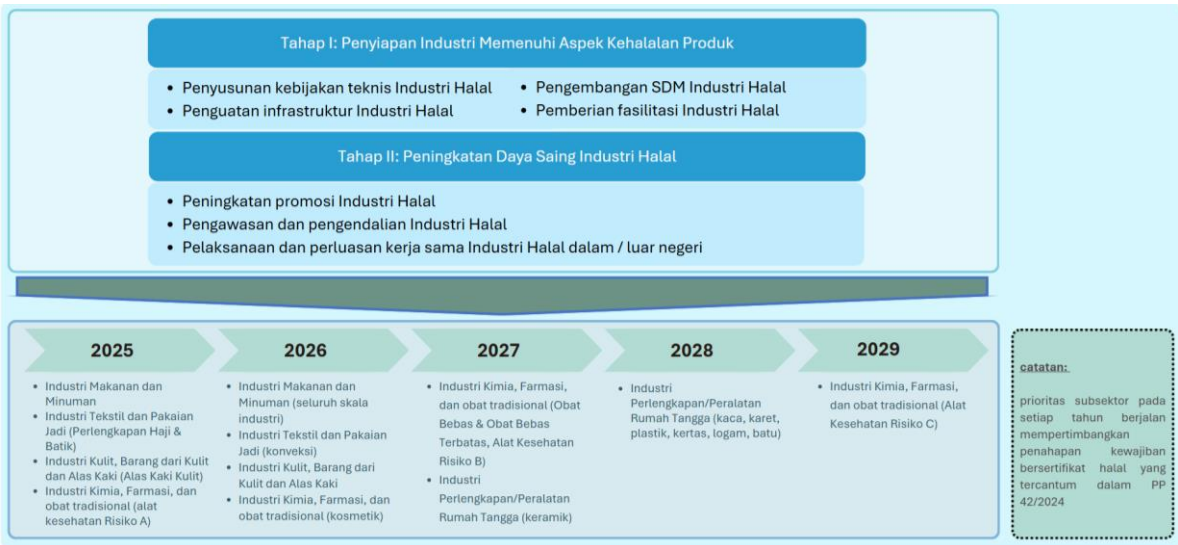 Tahap I: Penyiapan Industri Memenuhi Aspek Kehalalan Produk
• Penyusunan kebijakan teknis Industri Halal
• Penguatan infrastruktur Industri Halal
• Pengembangan SDM Industri Halal
• Pemberian fasilitasi Industri Halal
Tahap II: Peningkatan Daya Saing Industri Halal
• Peningkatan promosi Industri Halal
• Pengawasan dan pengendalian Industri Halal
• Pelaksanaan dan perluasan kerja sama Industri Halal dalam / luar negeri
2025
• Industri Makanan dan
Minuman
• Industri Tekstil dan Pakaian
Jadi (Perlengkapan Haji &
Batik)
• Industri Kulit, Barang dari Kulit
dan Alas Kaki (Alas Kaki Kulit)
• Industri Kimia, Farmasi, dan
obat tradisional (alat
kesehatan Risiko A)
2026
• Industri Makanan dan
Minuman (seluruh skala
industri)
• Industri Tekstil dan Pakaian
Jadi (konveksi)
• Industri Kulit, Barang dari
Kulit dan Alas Kaki
• Industri Kimia, Farmasi, dan
obat tradisional (kosmetik)
2027
• Industri Kimia, Farmasi,
dan obat tradisional (Obat
Bebas & Obat Bebas
Terbatas, Alat Kesehatan
Risiko B)
• Industri
Perlengkapan/Peralatan
Rumah Tangga (keramik)
2028
• Industri
Perlengkapan/Peralatan
Rumah Tangga (kaca, karet,
plastik, kertas, logam, batu)
2029
• Industri Kimia, Farmasi,
dan obat tradisional (Alat
Kesehatan Risiko C)
catatan:
prioritas subsektor pada
setiap tahun berjalan
mempertimbangkan
penahapan kewajiban
bersertifikat halal yang
tercantum dalam PP
42/2024